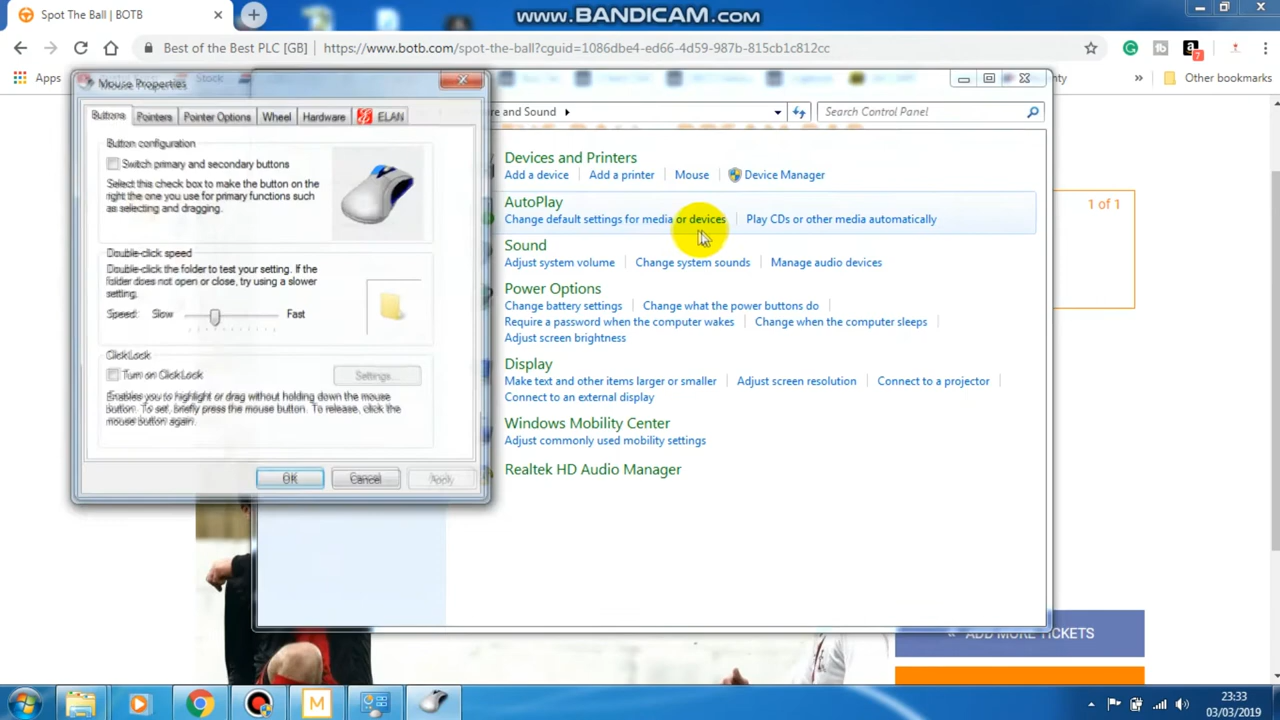 www.BANDICAM.com
Spot The Ball | BOTB
Best of the Best PLC [GB] https://www.botb.com/spot-the-ball?cguid=1086dbe4-ed66-4d59-987b-815cb1c812cc
7
Apps Stock Other bookmarks
Mouse Properties
re and Sound Search Control Panel
Buttons Pointers Pointer Options Wheel Hardware ELAN
Button configuration
Switch primary and secondary buttons
Select this check box to make the button on the
right the one you use for primary functions such
as selecting and dragging.
Double-click speed
Double-click the folder to test your setting. If the
folder does not open or close, try using a slower
setting.
Speed: Slow Fast
ClickLock
Turn on ClickLock Settings...
Enables you to highlight or drag without holding down the mouse
button. To set, briefly press the mouse button. To release, click the
mouse button again.
OK Cancel Apply
Devices and Printers
Add a device Add a printer Mouse Device Manager
AutoPlay
Change default settings for media or devices Play CDs or other media automatically
Sound
Adjust system volume Change system sounds Manage audio devices
Power Options
Change battery settings Change what the power buttons do
Require a password when the computer wakes Change when the computer sleeps
Adjust screen brightness
Display
Make text and other items larger or smaller Adjust screen resolution Connect to a projector
Connect to an external display
Windows Mobility Center
Adjust commonly used mobility settings
Realtek HD Audio Manager
1 of 1
« ADD MORE TICKETS
M
23:33
03/03/2019